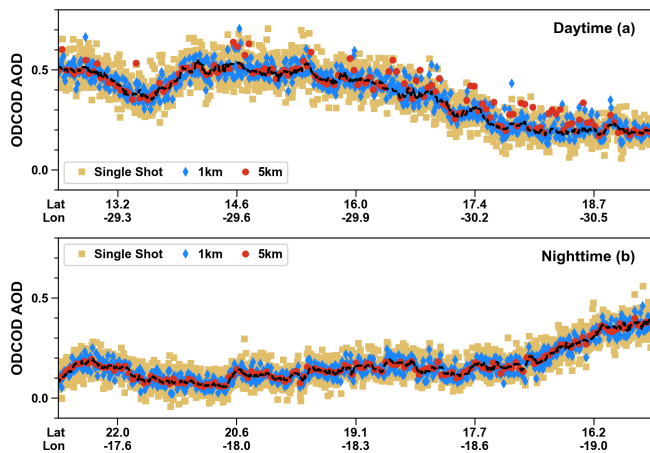 Daytime (a)
ODCOD AOD
0.5
0.0
Single Shot 1km 5km
Lat 13.2 14.6 16.0 17.4 18.7
Lon -29.3 -29.6 -29.9 -30.2 -30.5
Nighttime (b)
ODCOD AOD
Single Shot 1km 5km
0.5
0.0
Lat 22.0 20.6 19.1 17.7 16.2
Lon -17.6 -18.0 -18.3 -18.6 -19.0